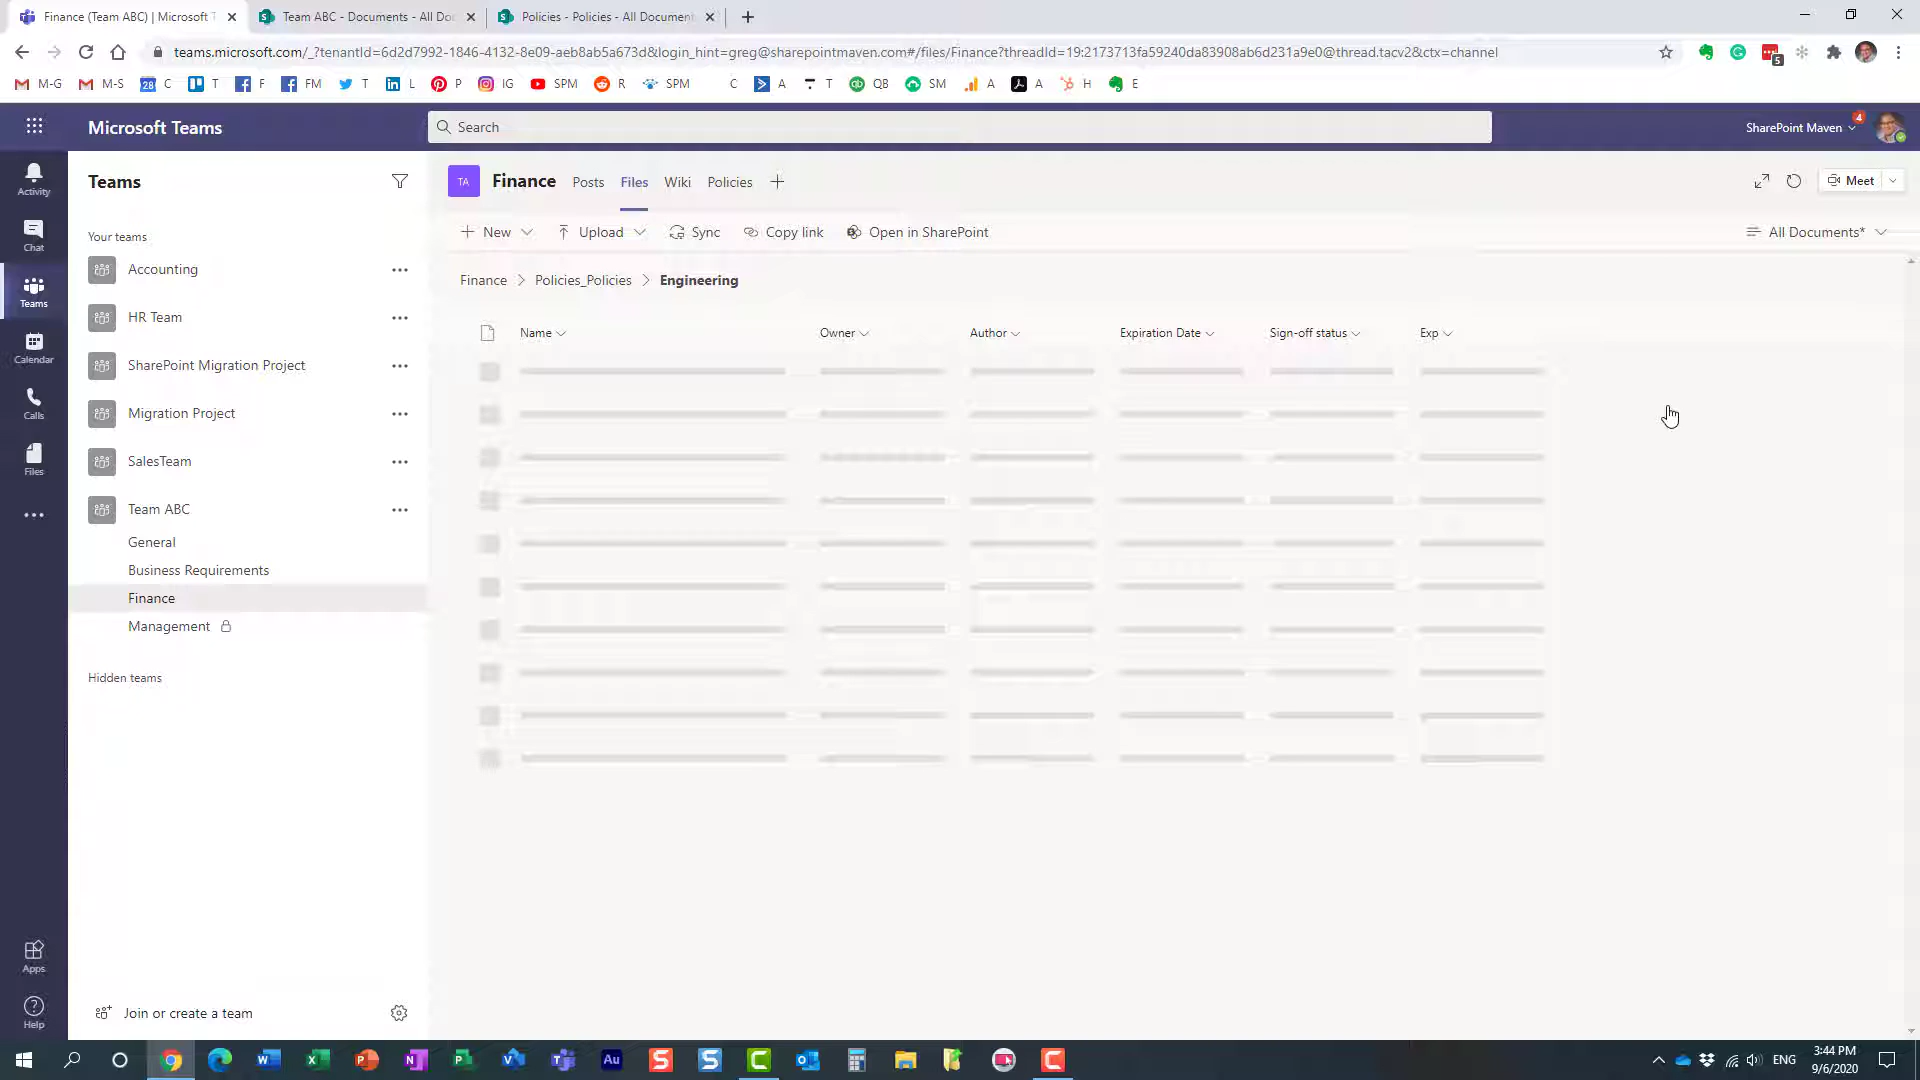 Finance (Team ABC) | Microsoft T
Team ABC - Documents - All Do
Policies - Policies - All Document
teams.microsoft.com/_?tenantId=6d2d7992-1846-4132-8e09-aeb8ab5a673d&login_hint=greg@sharepointmaven.com#/files/Finance?threadId=19:2173713fa59240da83908ab6d231a9e0@thread.tacv2&ctx=channel
5
M-G M-S 28 C T F FM T L P IG SPM R SPM C A T QB SM A A H E
Microsoft Teams
Search
SharePoint Maven
4
Activity
Chat
Teams
Calendar
Calls
Files
Apps
Help
Teams
Your teams
Accounting
HR Team
SharePoint Migration Project
Migration Project
SalesTeam
Team ABC
General
Business Requirements
Finance
Management
Hidden teams
Join or create a team
TA
Finance Posts Files Wiki Policies
Meet
New Upload Sync Copy link Open in SharePoint
All Documents*
Finance > Policies_Policies > Engineering
Name Owner Author Expiration Date Sign-off status Exp
ENG
3:44 PM
9/6/2020